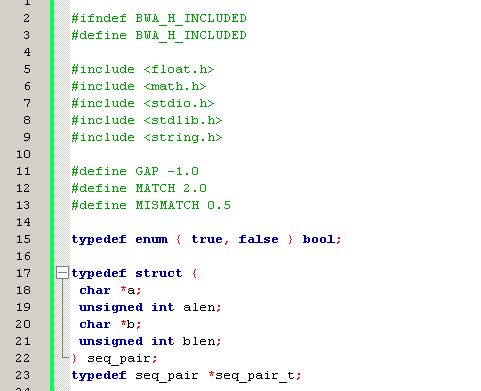 2 #ifndef BWA_H_INCLUDED
3 #define BWA_H_INCLUDED
4
5 #include <float.h>
6 #include <math.h>
7 #include <stdio.h>
8 #include <stdlib.h>
9 #include <string.h>
10
11 #define GAP -1.0
12 #define MATCH 2.0
13 #define MISMATCH 0.5
14
15 typedef enum { true, false } bool;
16
17 typedef struct {
18 char *a;
19 unsigned int alen;
20 char *b;
21 unsigned int blen;
22 } seq_pair;
23 typedef seq_pair *seq_pair_t;